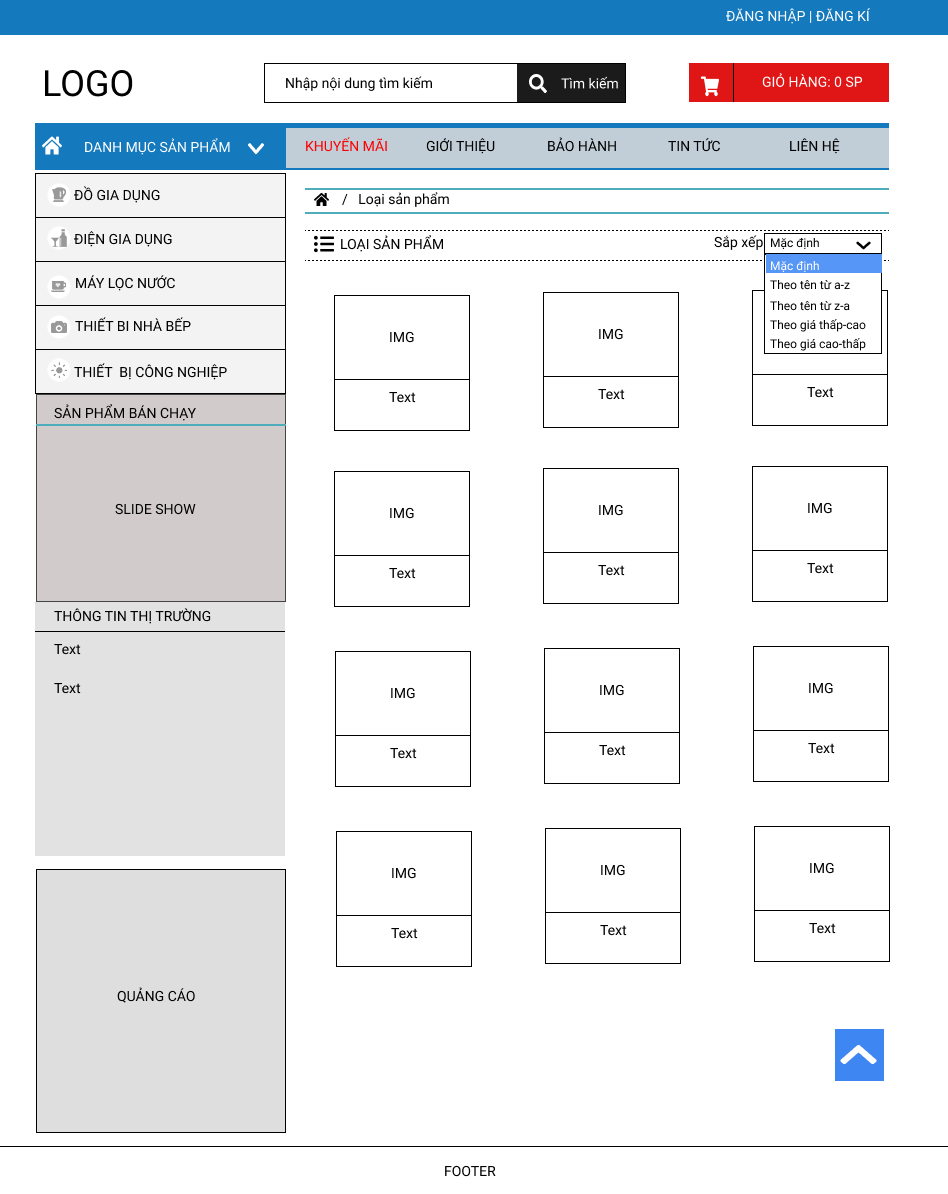 ĐĂNG NHẬP | ĐĂNG KÍ
LOGO
Nhập nội dung tìm kiếm
Tìm kiếm
GIỎ HÀNG: 0 SP
DANH MỤC SẢN PHẨM
KHUYẾN MÃI
GIỚI THIỆU
BẢO HÀNH
TIN TỨC
LIÊN HỆ
ĐỒ GIA DỤNG
ĐIỆN GIA DỤNG
MÁY LỌC NƯỚC
THIẾT BI NHÀ BẾP
THIẾT  BỊ CÔNG NGHIỆP
SẢN PHẨM BÁN CHẠY
SLIDE SHOW
THÔNG TIN THỊ TRƯỜNG
Text
Text
QUẢNG CÁO
/ Loại sản phẩm
LOẠI SẢN PHẨM
Sắp xếp
Mặc định
Mặc định
Theo tên từ a-z
Theo tên từ z-a
Theo giá thấp-cao
Theo giá cao-thấp
IMG
IMG
Text
Text
Text
IMG
IMG
IMG
Text
Text
Text
IMG
IMG
IMG
Text
Text
Text
IMG
IMG
IMG
Text
Text
Text
FOOTER